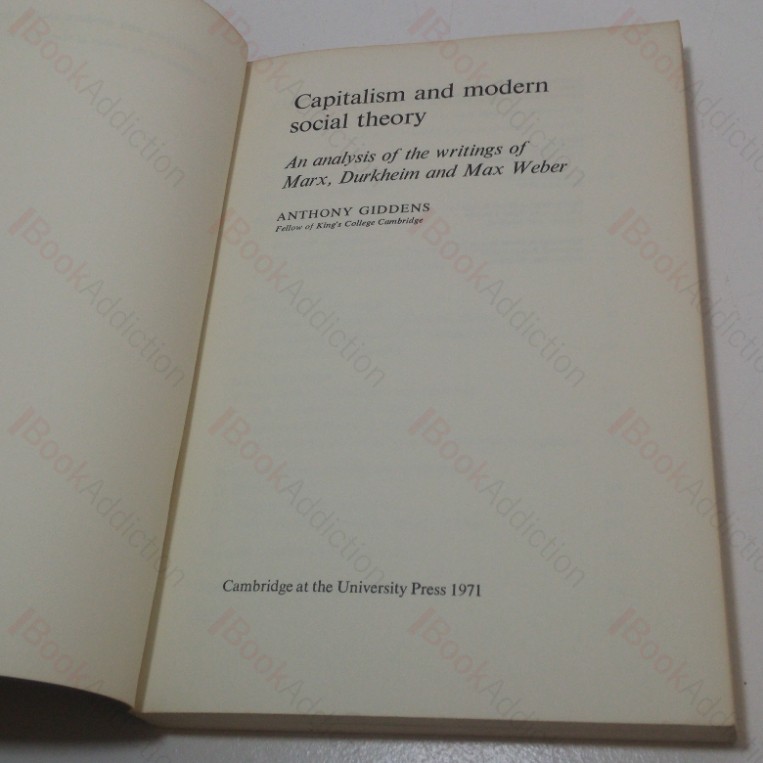 Capitalism and modern
social theory
An analysis of the writings of
Marx, Durkheim and Max Weber
ANTHONY GIDDENS
Fellow of King's College Cambridge
Cambridge at the University Press 1971
BookAddiction